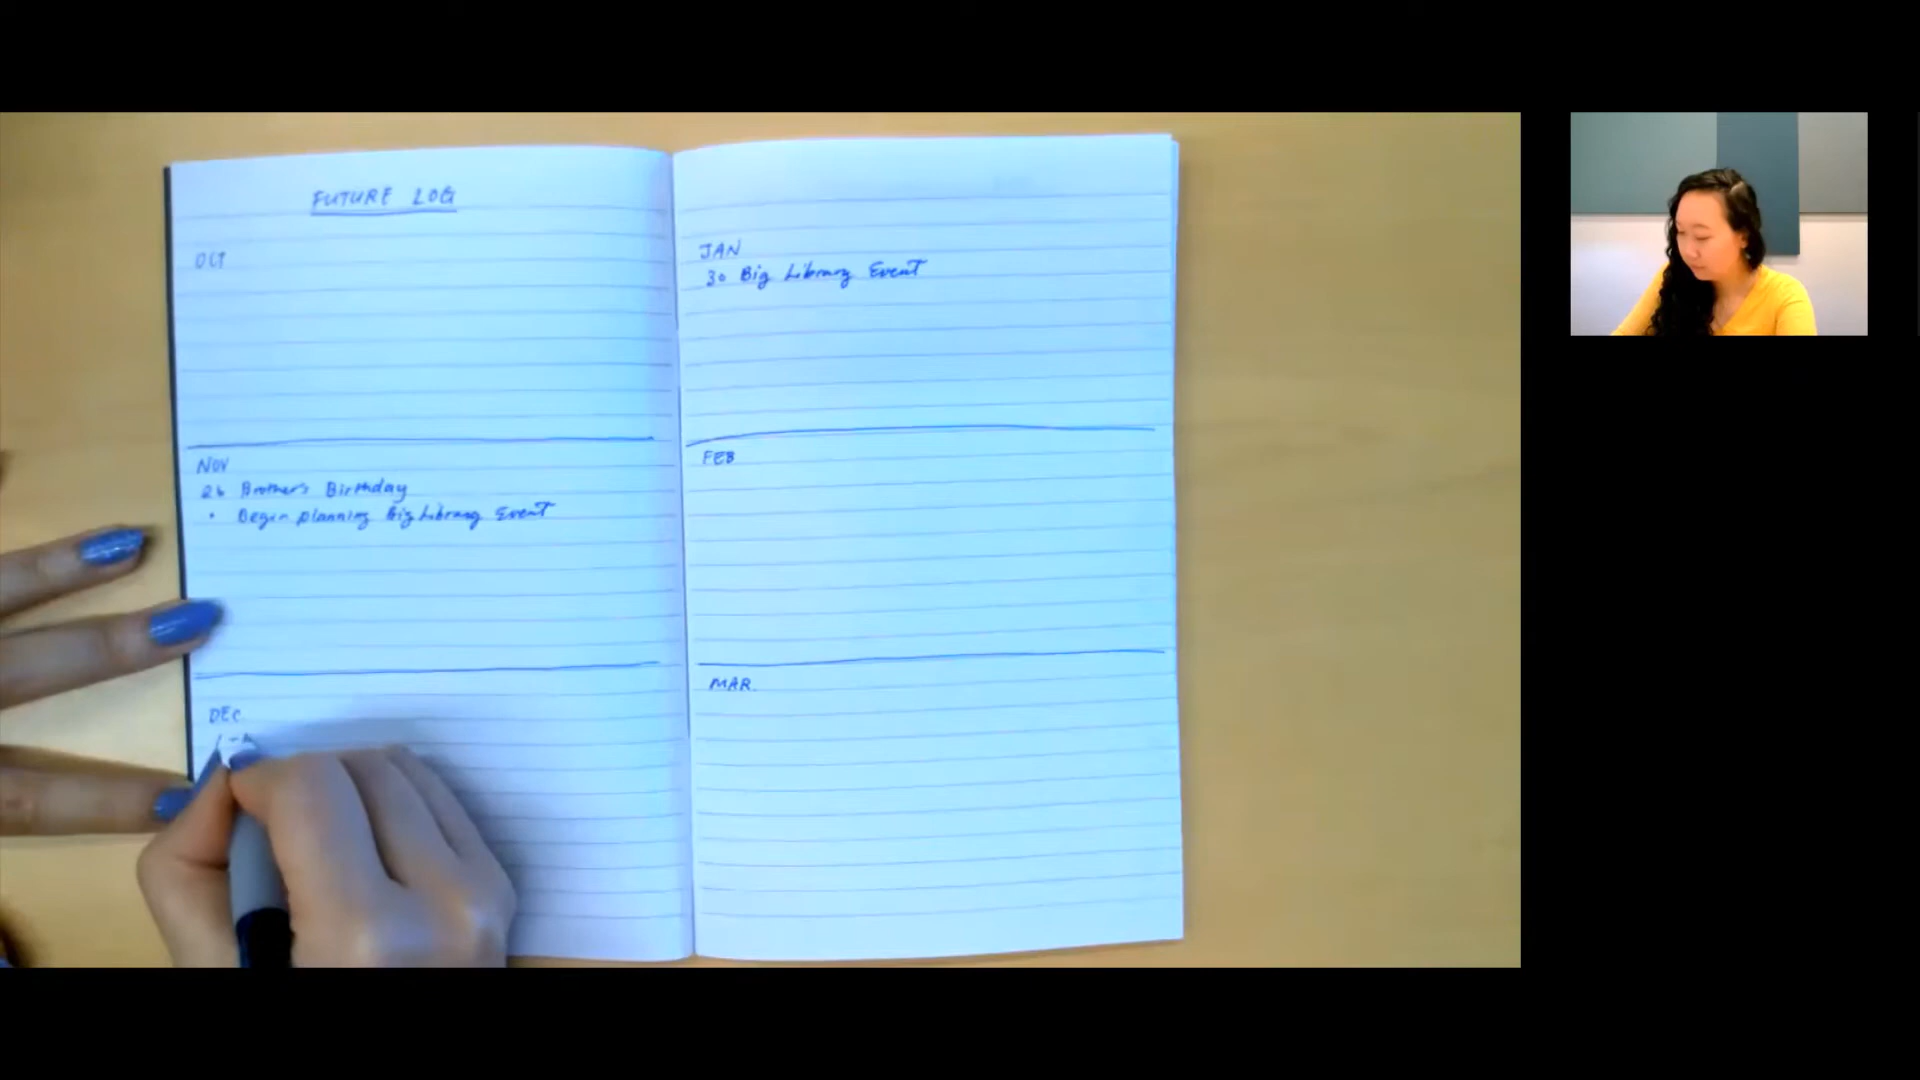 FUTURE LOG
OCT
NOV
26 Brother's Birthday
• Begin planning Big Library Event
DEC.
JAN
30 Big Library Event
FEB
MAR.